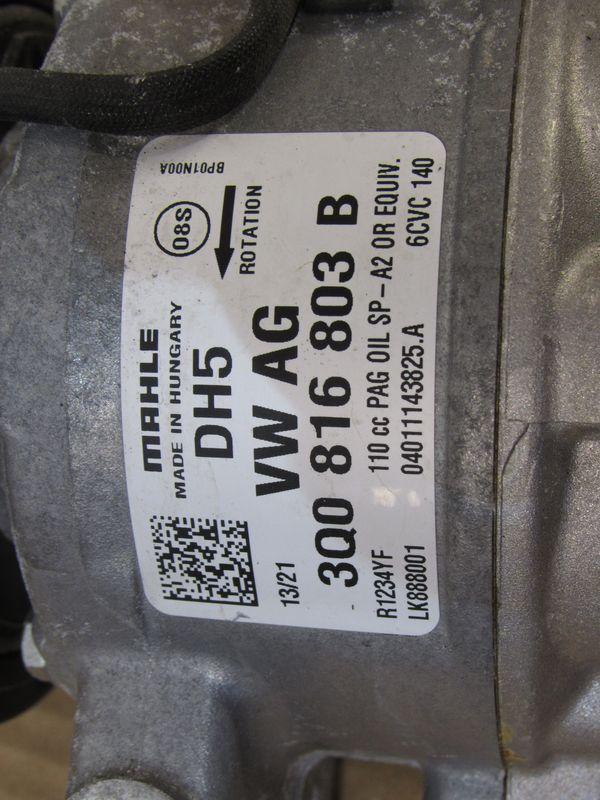 MAHLE
MADE IN HUNGARY
08S
BP01N00A
DH5
ROTATION
VW AG
13/21
3Q0 816 803 B
R1234YF 110 cc PAG OIL SP-A2 OR EQUIV.
LK888001 04011143825.A 6CVC 140